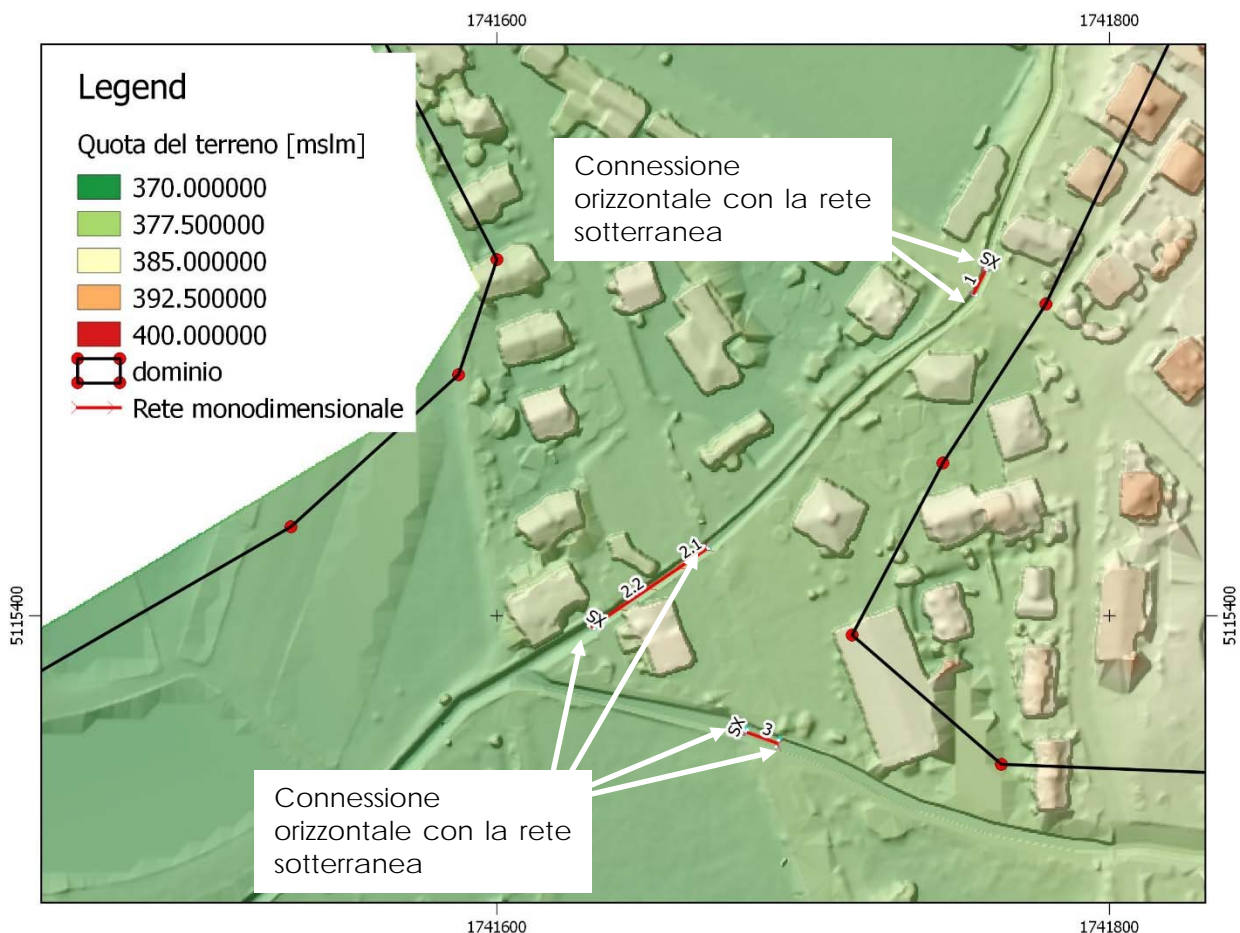 1741600
1741800
Legend
Quota del terreno [mslm]
370.000000
377.500000
385.000000
392.500000
400.000000
dominio
Rete monodimensionale
Connessione
orizzontale con la rete
sotterranea
SX
1
2.1
2.2
SX
5115400
5115400
SX
3
Connessione
orizzontale con la rete
sotterranea
1741600
1741800